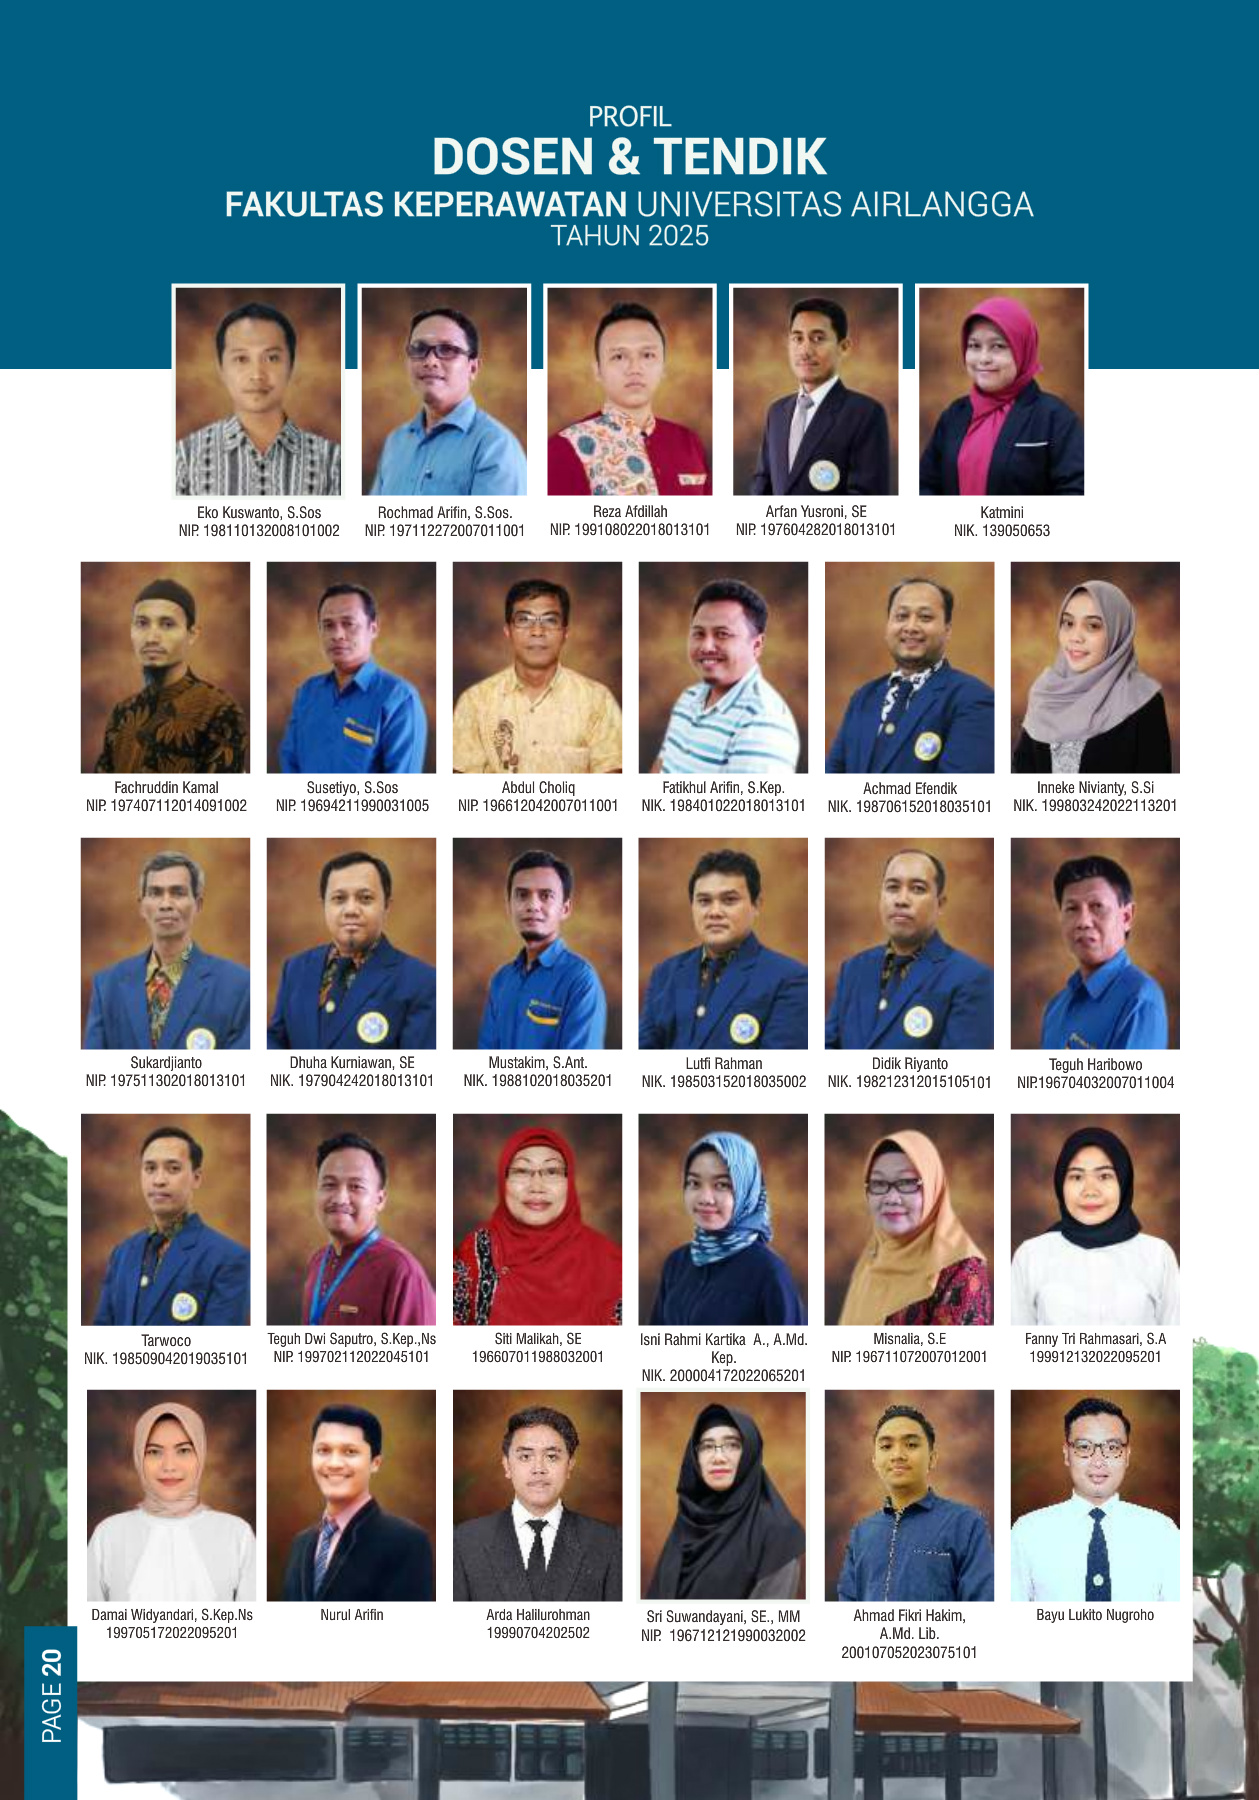 PROFIL
DOSEN & TENDIK
FAKULTAS KEPERAWATAN UNIVERSITAS AIRLANGGA
TAHUN 2025
Eko Kuswanto, S.Sos
NIP. 198110132008101002
Rochmad Arifin, S.Sos.
NIP. 197112272007011001
Reza Afdillah
NIP. 199108022018013101
Arfan Yusroni, SE
NIP. 197604282018013101
Katmini
NIK. 139050653
Fachruddin Kamal
NIP. 197407112014091002
Susetiyo, S.Sos
NIP. 19694211990031005
Abdul Choliq
NIP. 196612042007011001
Fatikhul Arifin, S.Kep.
NIK. 198401022018013101
Achmad Efendik
NIK. 198706152018035101
Inneke Nivianty, S.Si
NIK. 199803242022113201
Sukardjianto
NIP. 197511302018013101
Dhuha Kurniawan, SE
NIK. 197904242018013101
Mustakim, S.Ant.
NIK. 1988102018035201
Lutfi Rahman
NIK. 198503152018035002
Didik Riyanto
NIK. 198212312015105101
Teguh Haribowo
NIP.196704032007011004
Tarwoco
NIK. 198509042019035101
Teguh Dwi Saputro, S.Kep.,Ns
NIP. 199702112022045101
Siti Malikah, SE
196607011988032001
Isni Rahmi Kartika  A., A.Md.
Kep.
NIK. 200004172022065201
Misnalia, S.E
NIP. 196711072007012001
Fanny Tri Rahmasari, S.A
199912132022095201
Damai Widyandari, S.Kep.Ns
199705172022095201
Nurul Arifin
Arda Halilurohman
19990704202502
Sri Suwandayani, SE., MM
NIP.  196712121990032002
Ahmad Fikri Hakim,
A.Md. Lib.
200107052023075101
Bayu Lukito Nugroho
PAGE 20